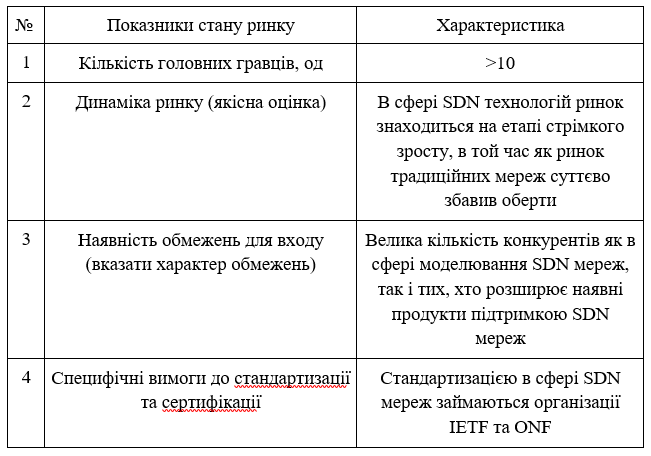 № Показники стану ринку Характеристика
1 Кількість головних гравців, од >10
2 Динаміка ринку (якісна оцінка) В сфері SDN технологій ринок
знаходиться на етапі стрімкого
зросту, в той час як ринок
традиційних мереж суттєво
збавив оберти
3 Наявність обмежень для входу Велика кількість конкурентів як в
(вказати характер обмежень) сфері моделювання SDN мереж,
так і тих, хто розширює наявні
продукти підтримкою SDN
мереж
4 Специфічні вимоги до стандартизації Стандартизацією в сфері SDN
та сертифікації мереж займаються організації
IETF та ONF